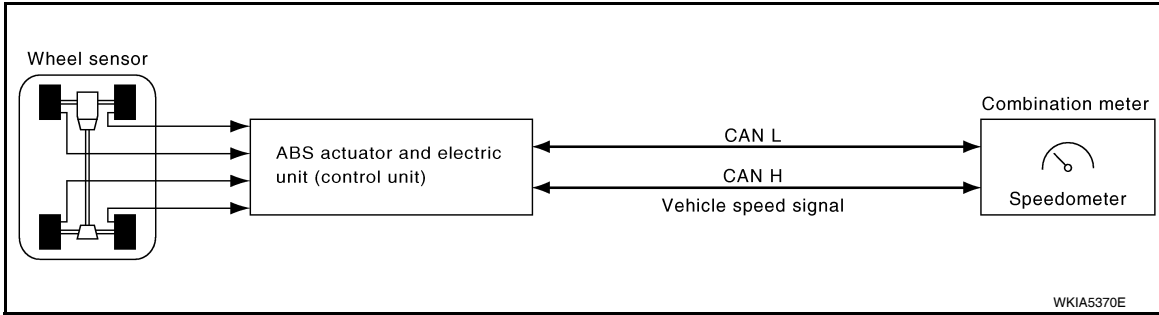 Wheel sensor
ABS actuator and electric
unit (control unit)
CAN L
CAN H
Vehicle speed signal
Combination meter
Speedometer
WKIA5370E